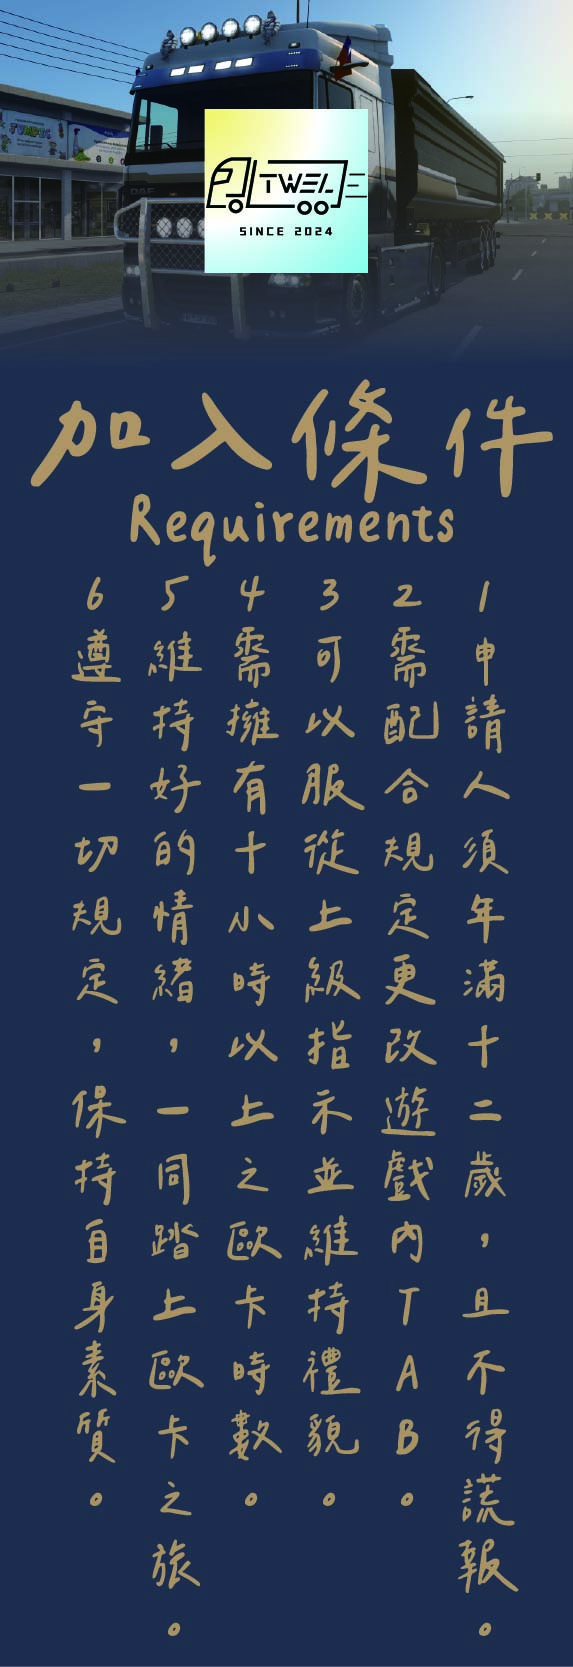 TWEL
SINCE 2024
加入條件
Requirements
1申請人須年滿十二歲，且不得謊報。
2需配合規定更改遊戲內TAB。
3可以服從上級指示並維持禮貌。
4需擁有十小時以上之歐卡時數。
5維持好的情緒，一同踏上歐卡之旅。
6遵守一切規定，保持自身素質。